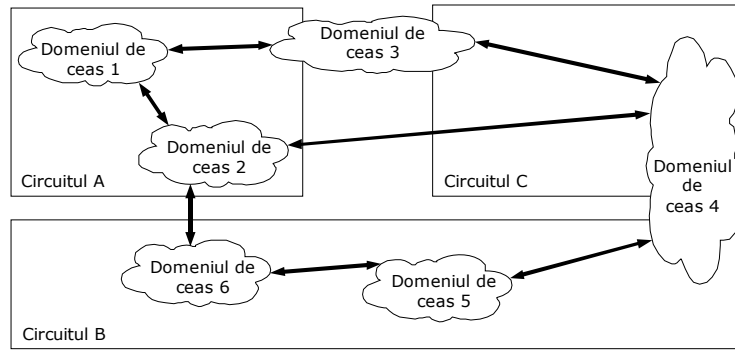 Domeniul de
ceas 1
Domeniul de
ceas 3
Domeniul de
ceas 2
Circuitul A
Circuitul C
Domeniul
de
ceas 4
Domeniul de
ceas 6
Domeniul de
ceas 5
Circuitul B